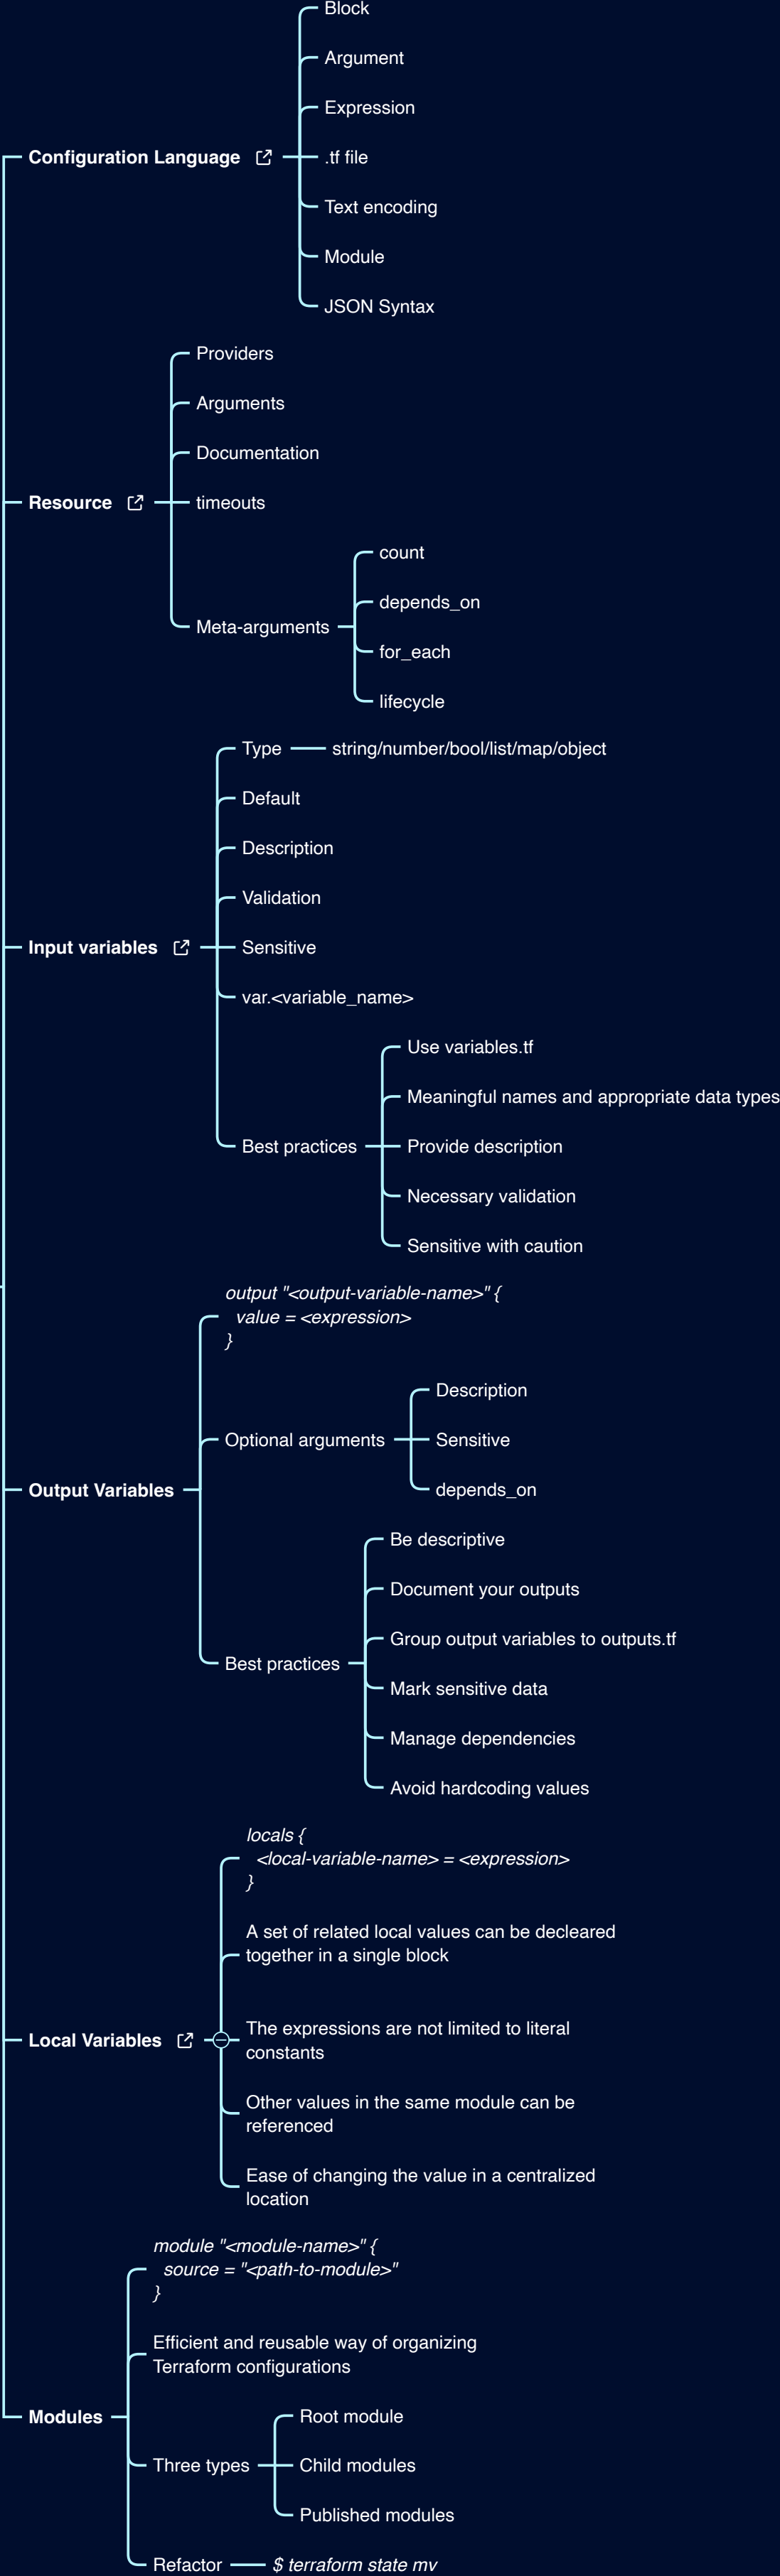 Block
Argument
Expression
Configuration Language
.tf file
Text encoding
Module
JSON Syntax
Providers
Arguments
Documentation
Resource
timeouts
count
depends_on
Meta-arguments
for_each
lifecycle
Type
string/number/bool/list/map/object
Default
Description
Validation
Input variables
Sensitive
var.<variable_name>
Use variables.tf
Meaningful names and appropriate data types
Best practices
Provide description
Necessary validation
Sensitive with caution
output "<output-variable-name>" {
value = <expression>
}
Description
Optional arguments
Sensitive
Output Variables
depends_on
Be descriptive
Document your outputs
Group output variables to outputs.tf
Best practices
Mark sensitive data
Manage dependencies
Avoid hardcoding values
locals {
<local-variable-name> = <expression>
}
A set of related local values can be decleared
together in a single block
Local Variables
The expressions are not limited to literal
constants
Other values in the same module can be
referenced
Ease of changing the value in a centralized
location
module "<module-name>" {
source = "<path-to-module>"
}
Efficient and reusable way of organizing
Terraform configurations
Modules
Root module
Three types
Child modules
Published modules
Refactor
$ terraform state mv